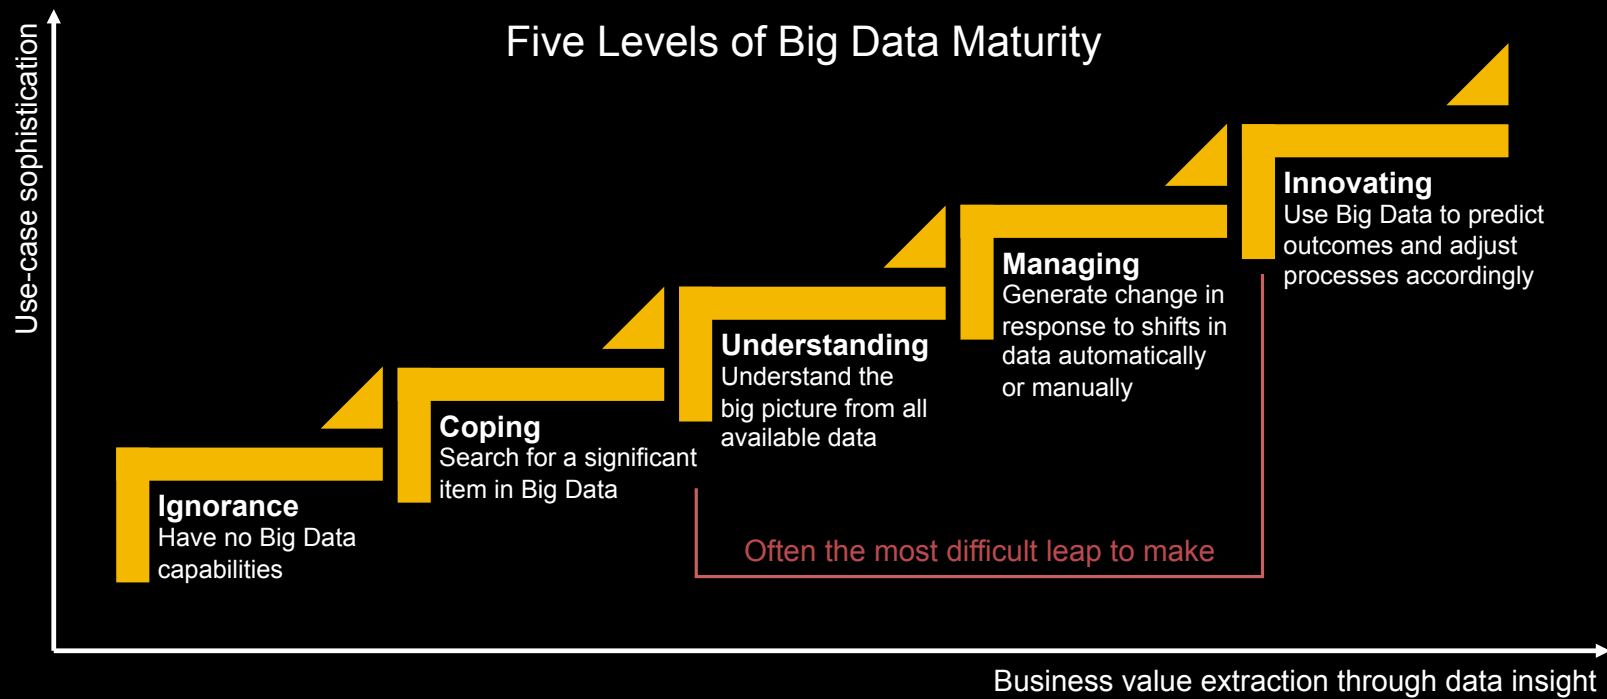 Five Levels of Big Data Maturity
Use-case sophistication
Innovating
Use Big Data to predict
outcomes and adjust
processes accordingly
Managing
Generate change in
response to shifts in
data automatically
or manually
Understanding
Understand the
big picture from all
available data
Coping
Search for a significant
item in Big Data
Ignorance
Have no Big Data
capabilities
Often the most difficult leap to make
Business value extraction through data insight